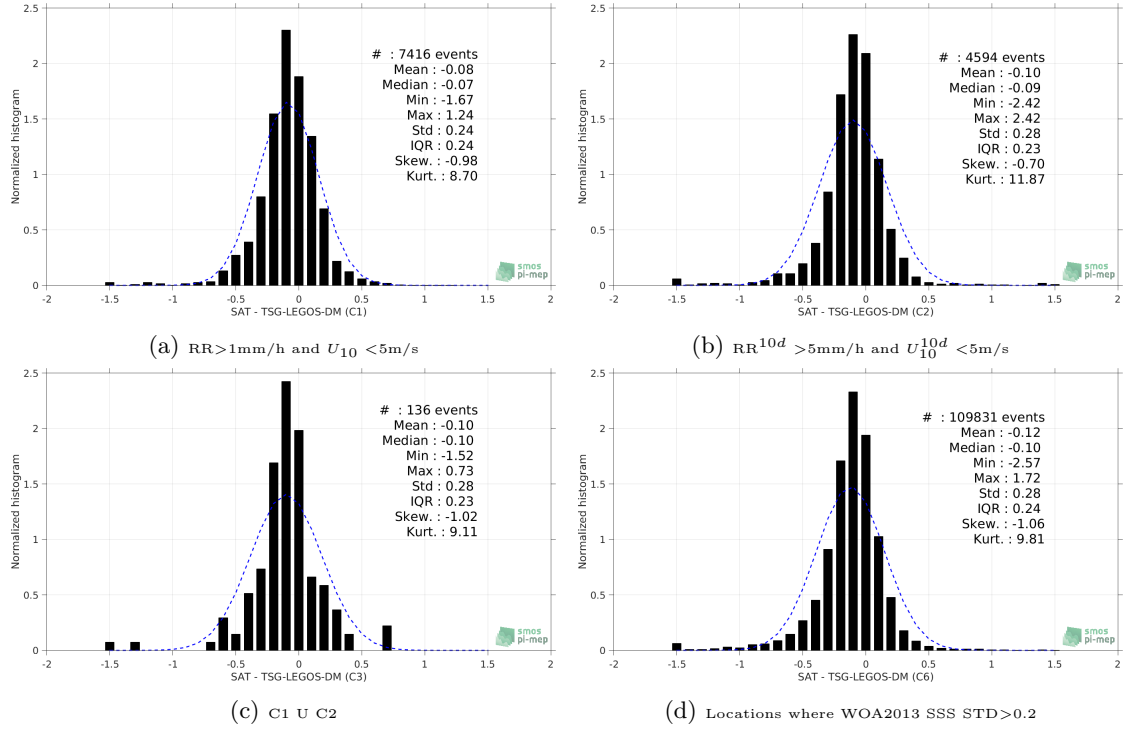 2.5
2
1.5
1
0.5
0
Normalized histogram
# : 7416 events
Mean : -0.08
Median : -0.07
Min : -1.67
Max : 1.24
Std : 0.24
IQR : 0.24
Skew. : -0.98
Kurt. : 8.70
smos
pi-mep
-2 -1.5 -1 -0.5 0 0.5 1 1.5 2
SAT - TSG-LEGOS-DM (C1)
(a) RR>1mm/h and U10 <5m/s
2.5
2
1.5
1
0.5
0
Normalized histogram
# : 4594 events
Mean : -0.10
Median : -0.09
Min : -2.42
Max : 2.42
Std : 0.28
IQR : 0.23
Skew. : -0.70
Kurt. : 11.87
smos
pi-mep
-2 -1.5 -1 -0.5 0 0.5 1 1.5 2
SAT - TSG-LEGOS-DM (C2)
(b) RR10d >5mm/h and U10 10d <5m/s
2.5
2
1.5
1
0.5
0
Normalized histogram
# : 136 events
Mean : -0.10
Median : -0.10
Min : -1.52
Max : 0.73
Std : 0.28
IQR : 0.23
Skew. : -1.02
Kurt. : 9.11
smos
pi-mep
-2 -1.5 -1 -0.5 0 0.5 1 1.5 2
SAT - TSG-LEGOS-DM (C3)
(c) C1 U C2
2.5
2
1.5
1
0.5
0
Normalized histogram
# : 109831 events
Mean : -0.12
Median : -0.10
Min : -2.57
Max : 1.72
Std : 0.28
IQR : 0.24
Skew. : -1.06
Kurt. : 9.81
smos
pi-mep
-2 -1.5 -1 -0.5 0 0.5 1 1.5 2
SAT - TSG-LEGOS-DM (C6)
(d) Locations where WOA2013 SSS STD>0.2